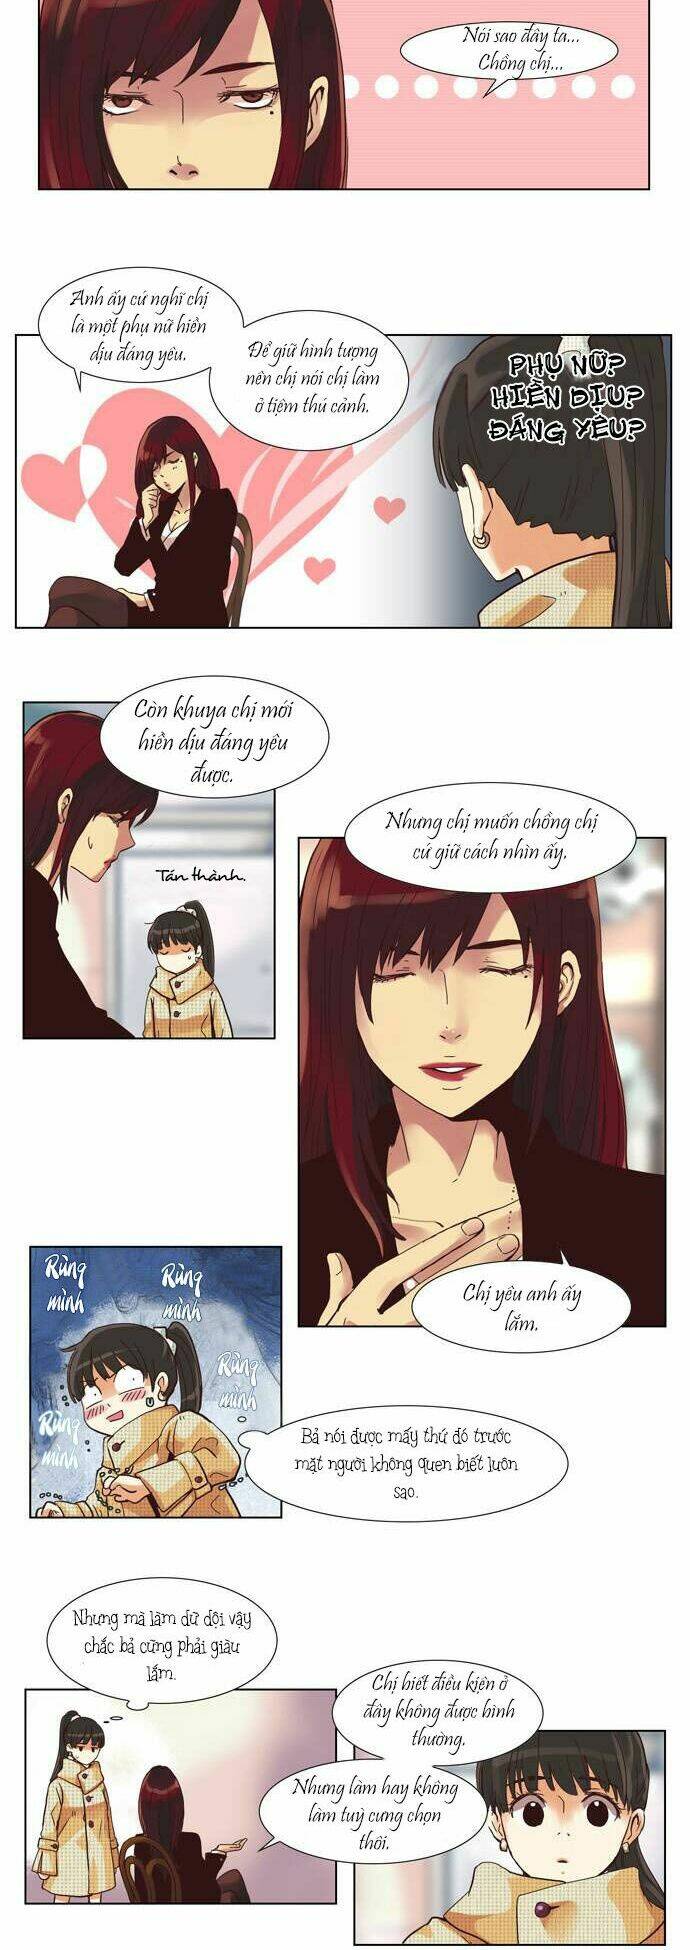 Nói sao đây ta...
Chồng chị...
Anh ấy cứ nghĩ chị
là một phụ nữ hiền
dịu đáng yêu.
Để giữ hình tượng
nên chị nói chị làm
ở tiệm thú cảnh.
PHỤ NỮ?
HIỀN DỊU?
ĐÁNG YÊU?
Còn khuya chị mới
hiền dịu đáng yêu
được.
Tán thành.
Nhưng chị muốn chồng chị
cứ giữ cách nhìn ấy.
Chị yêu anh ấy
lắm.
Rùng
mình
Rùng
mình
Rùng
mình
Rùng
mình
Bả nói được mấy thứ đó trước
mặt người không quen biết luôn
sao.
Nhưng mà làm dữ dội vậy
chắc bả cũng phải giàu
lắm.
Chị biết điều kiện ở
đây không được bình
thường.
Nhưng làm hay không
làm tuỳ cưng chọn
thôi.